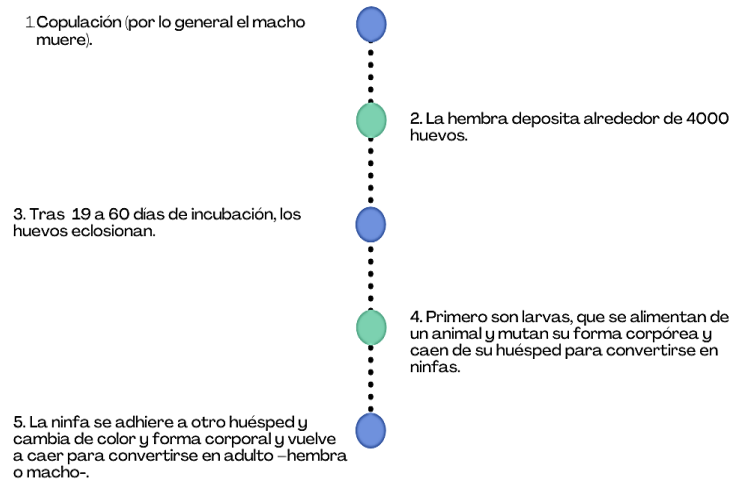 1. Copulación (por lo general el macho
muere).
2. La hembra deposita alrededor de 4000
huevos.
3. Tras 19 a 60 días de incubación, los
huevos eclosionan.
4. Primero son larvas, que se alimentan de
un animal y mutan su forma corpórea y
caen de su huésped para convertirse en
ninfas.
5. La ninfa se adhiere a otro huésped y
cambia de color y forma corporal y vuelve
a caer para convertirse en adulto –hembra
o macho-.